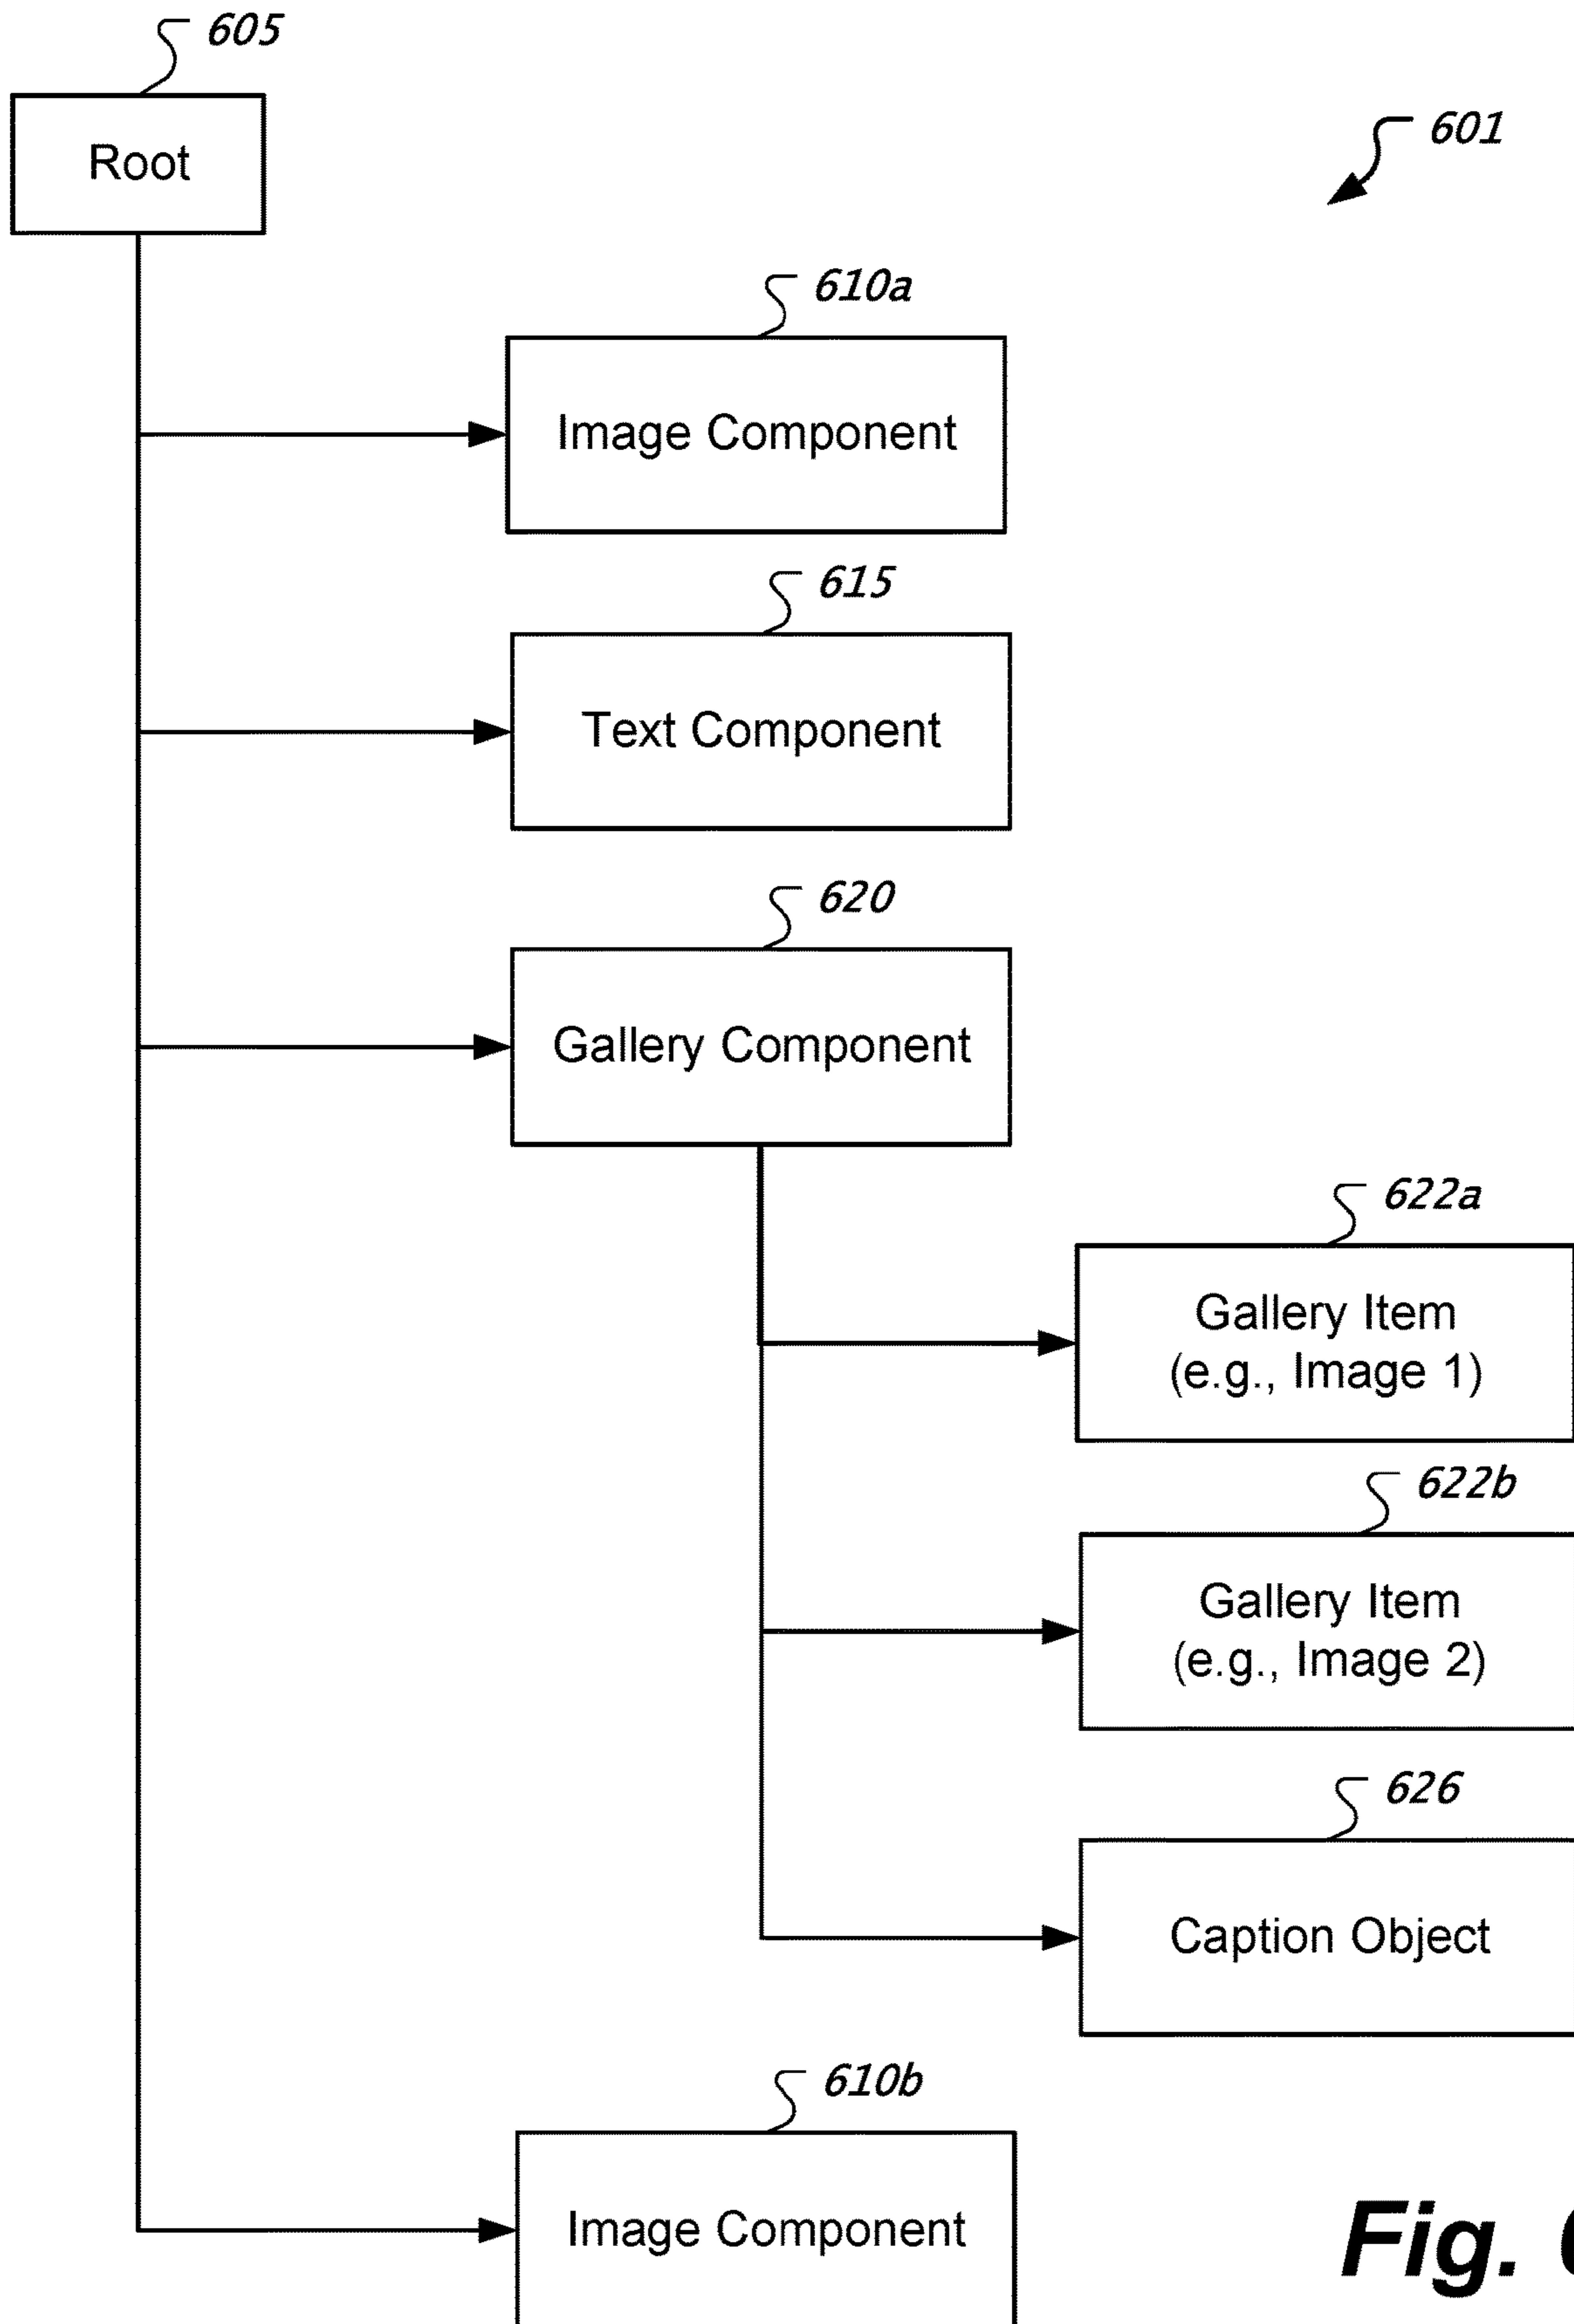 605
Root
601
610a
Image Component
615
Text Component
620
Gallery Component
622a
Gallery Item
(e.g., Image 1)
622b
Gallery Item
(e.g., Image 2)
626
Caption Object
610b
Image Component
Fig.